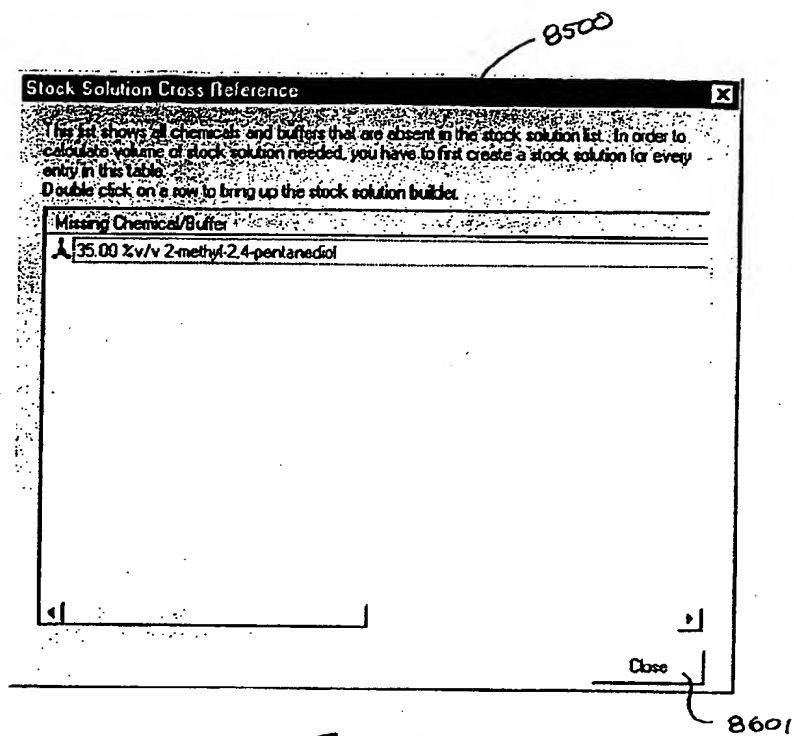 8500
Stock Solution Cross Reference
This list shows all chemicals and buffers that are absent in the stock solution list. In order to
calculate volume of stock solution needed, you have to first create a stock solution for every
entry in this table.
Double click on a row to bring up the stock solution builder.
Missing Chemical/Buffer
35.00 %v/v 2-methyl-2,4-pentanediol
Close
8601